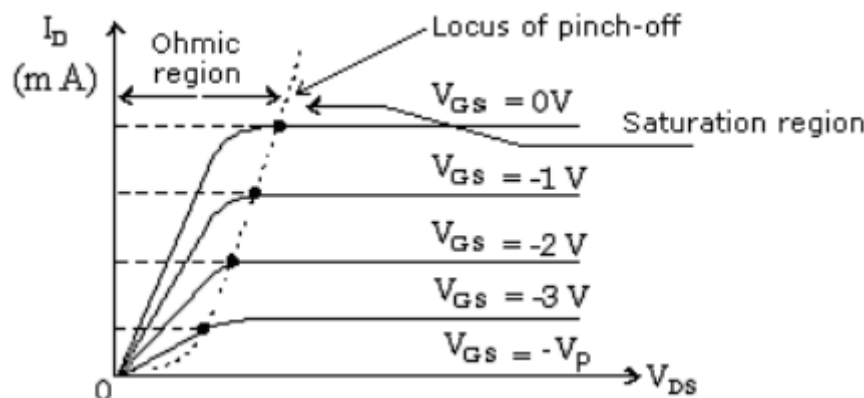 I_D
(m A)
Ohmic
region
Locus of pinch-off
V_GS = 0V
Saturation region
V_GS = -1 V
V_GS = -2 V
V_GS = -3 V
V_GS = -V_p
0
V_DS